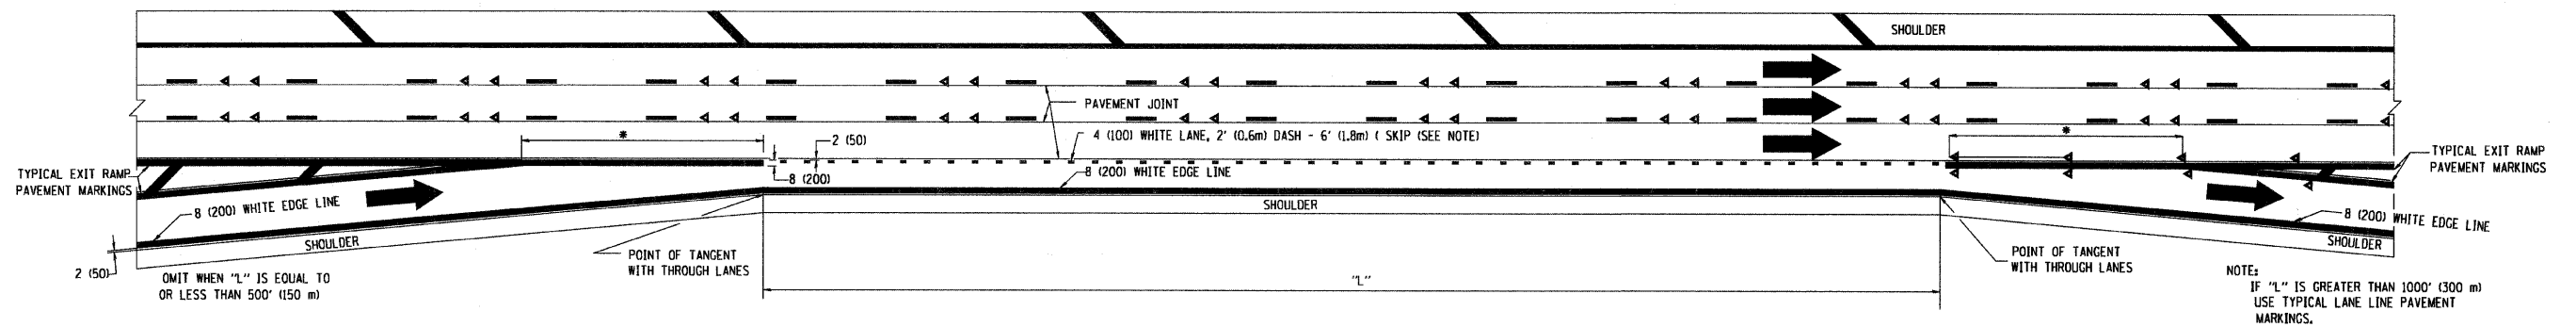 SHOULDER
PAVEMENT JOINT
*
4 (100) WHITE LANE, 2' (0.6m) DASH - 6' (1.8m) ( SKIP (SEE NOTE)
*
2 (50)
TYPICAL EXIT RAMP
PAVEMENT MARKINGS
8 (200)
8 (200) WHITE EDGE LINE
TYPICAL EXIT RAMP
PAVEMENT MARKINGS
8 (200) WHITE EDGE LINE
SHOULDER
8 (200) WHITE EDGE LINE
SHOULDER
SHOULDER
2 (50)
POINT OF TANGENT
WITH THROUGH LANES
POINT OF TANGENT
WITH THROUGH LANES
OMIT WHEN "L" IS EQUAL TO
OR LESS THAN 500' (150 m)
"L"
NOTE:
IF "L" IS GREATER THAN 1000' (300 m)
USE TYPICAL LANE LINE PAVEMENT
MARKINGS.